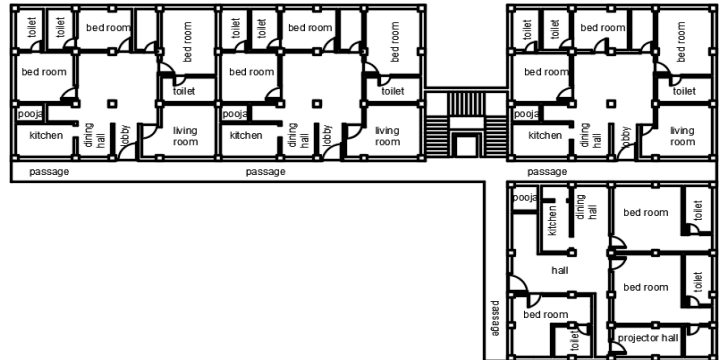 toilet
toilet
bed room
bed room
bed room
toilet
pooja
kitchen
dining
hall
lobby
living
room
toilet
toilet
bed room
bed room
bed room
toilet
pooja
kitchen
dining
hall
lobby
living
room
toilet
toilet
bed room
bed room
bed room
toilet
pooja
kitchen
dining
hall
lobby
living
room
passage
passage
passage
pooja
kitchen
dining
hall
bed room
toilet
hall
bed room
toilet
passage
bed room
toilet
projector hall